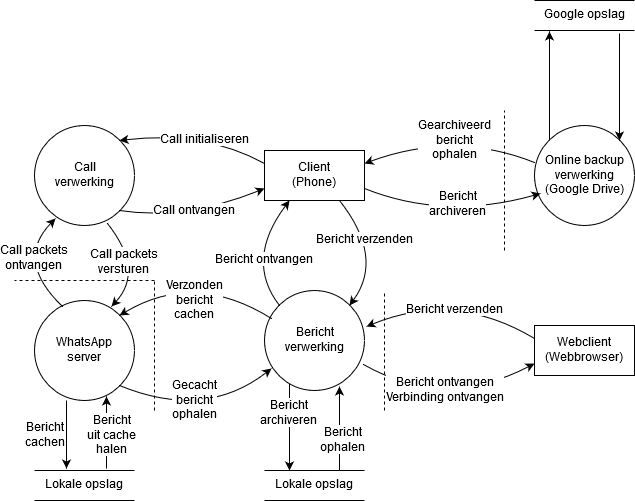 Google opslag
Gearchiveerd
bericht
ophalen
Call initialiseren
Call
verwerking
Client
(Phone)
Online backup
verwerking
(Google Drive)
Bericht
archiveren
Call ontvangen
Bericht verzenden
Call packets
ontvangen
Call packets
versturen
Bericht ontvangen
Verzonden
bericht
cachen
Bericht verzenden
WhatsApp
server
Bericht
verwerking
Webclient
(Webbrowser)
Gecacht
bericht
ophalen
Bericht ontvangen
Verbinding ontvangen
Bericht
cachen
Bericht
uit cache
halen
Bericht
archiveren
Bericht
ophalen
Lokale opslag
Lokale opslag